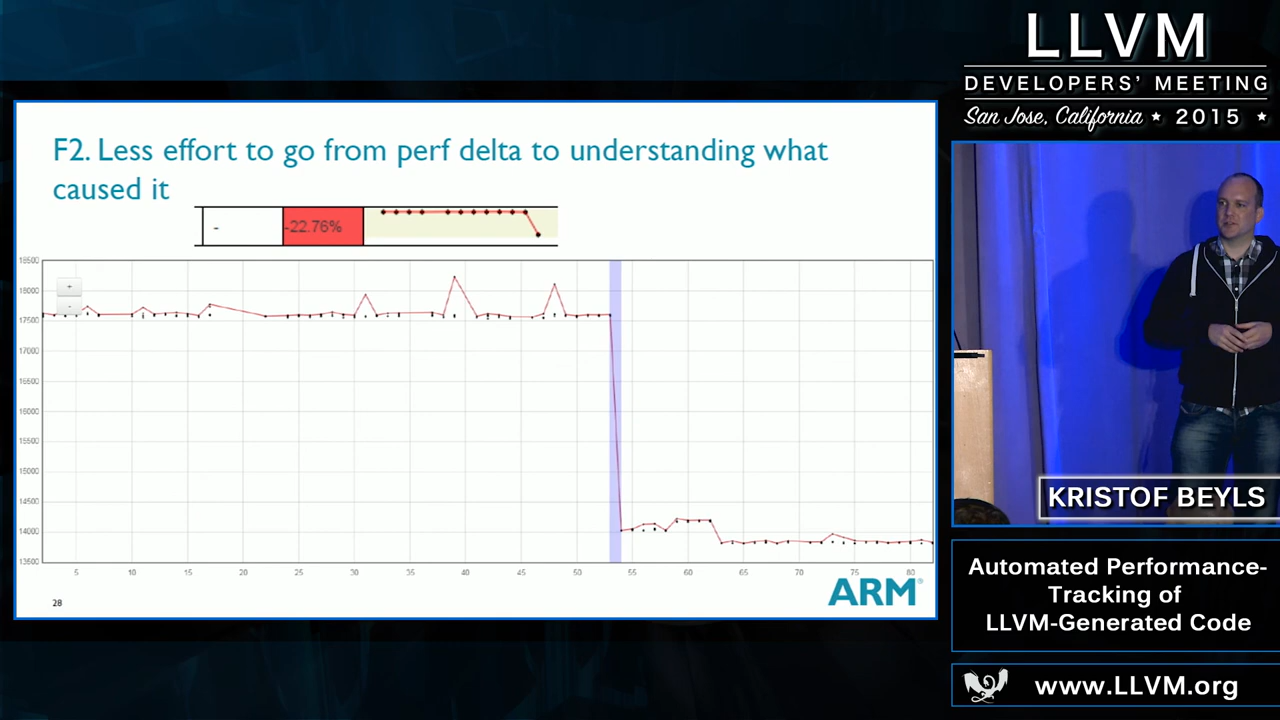 LLVM
DEVELOPERS' MEETING
San Jose, California ★ 2015 ★
F2. Less effort to go from perf delta to understanding what
caused it
- -22.76%
18500
18000
17500
17000
16500
16000
15500
15000
14500
14000
13500
+
-
5 10 15 20 25 30 35 40 45 50 55 60 65 70 75 80
28
ARM®
KRISTOF BEYLS
Automated Performance-
Tracking of
LLVM-Generated Code
www.LLVM.org